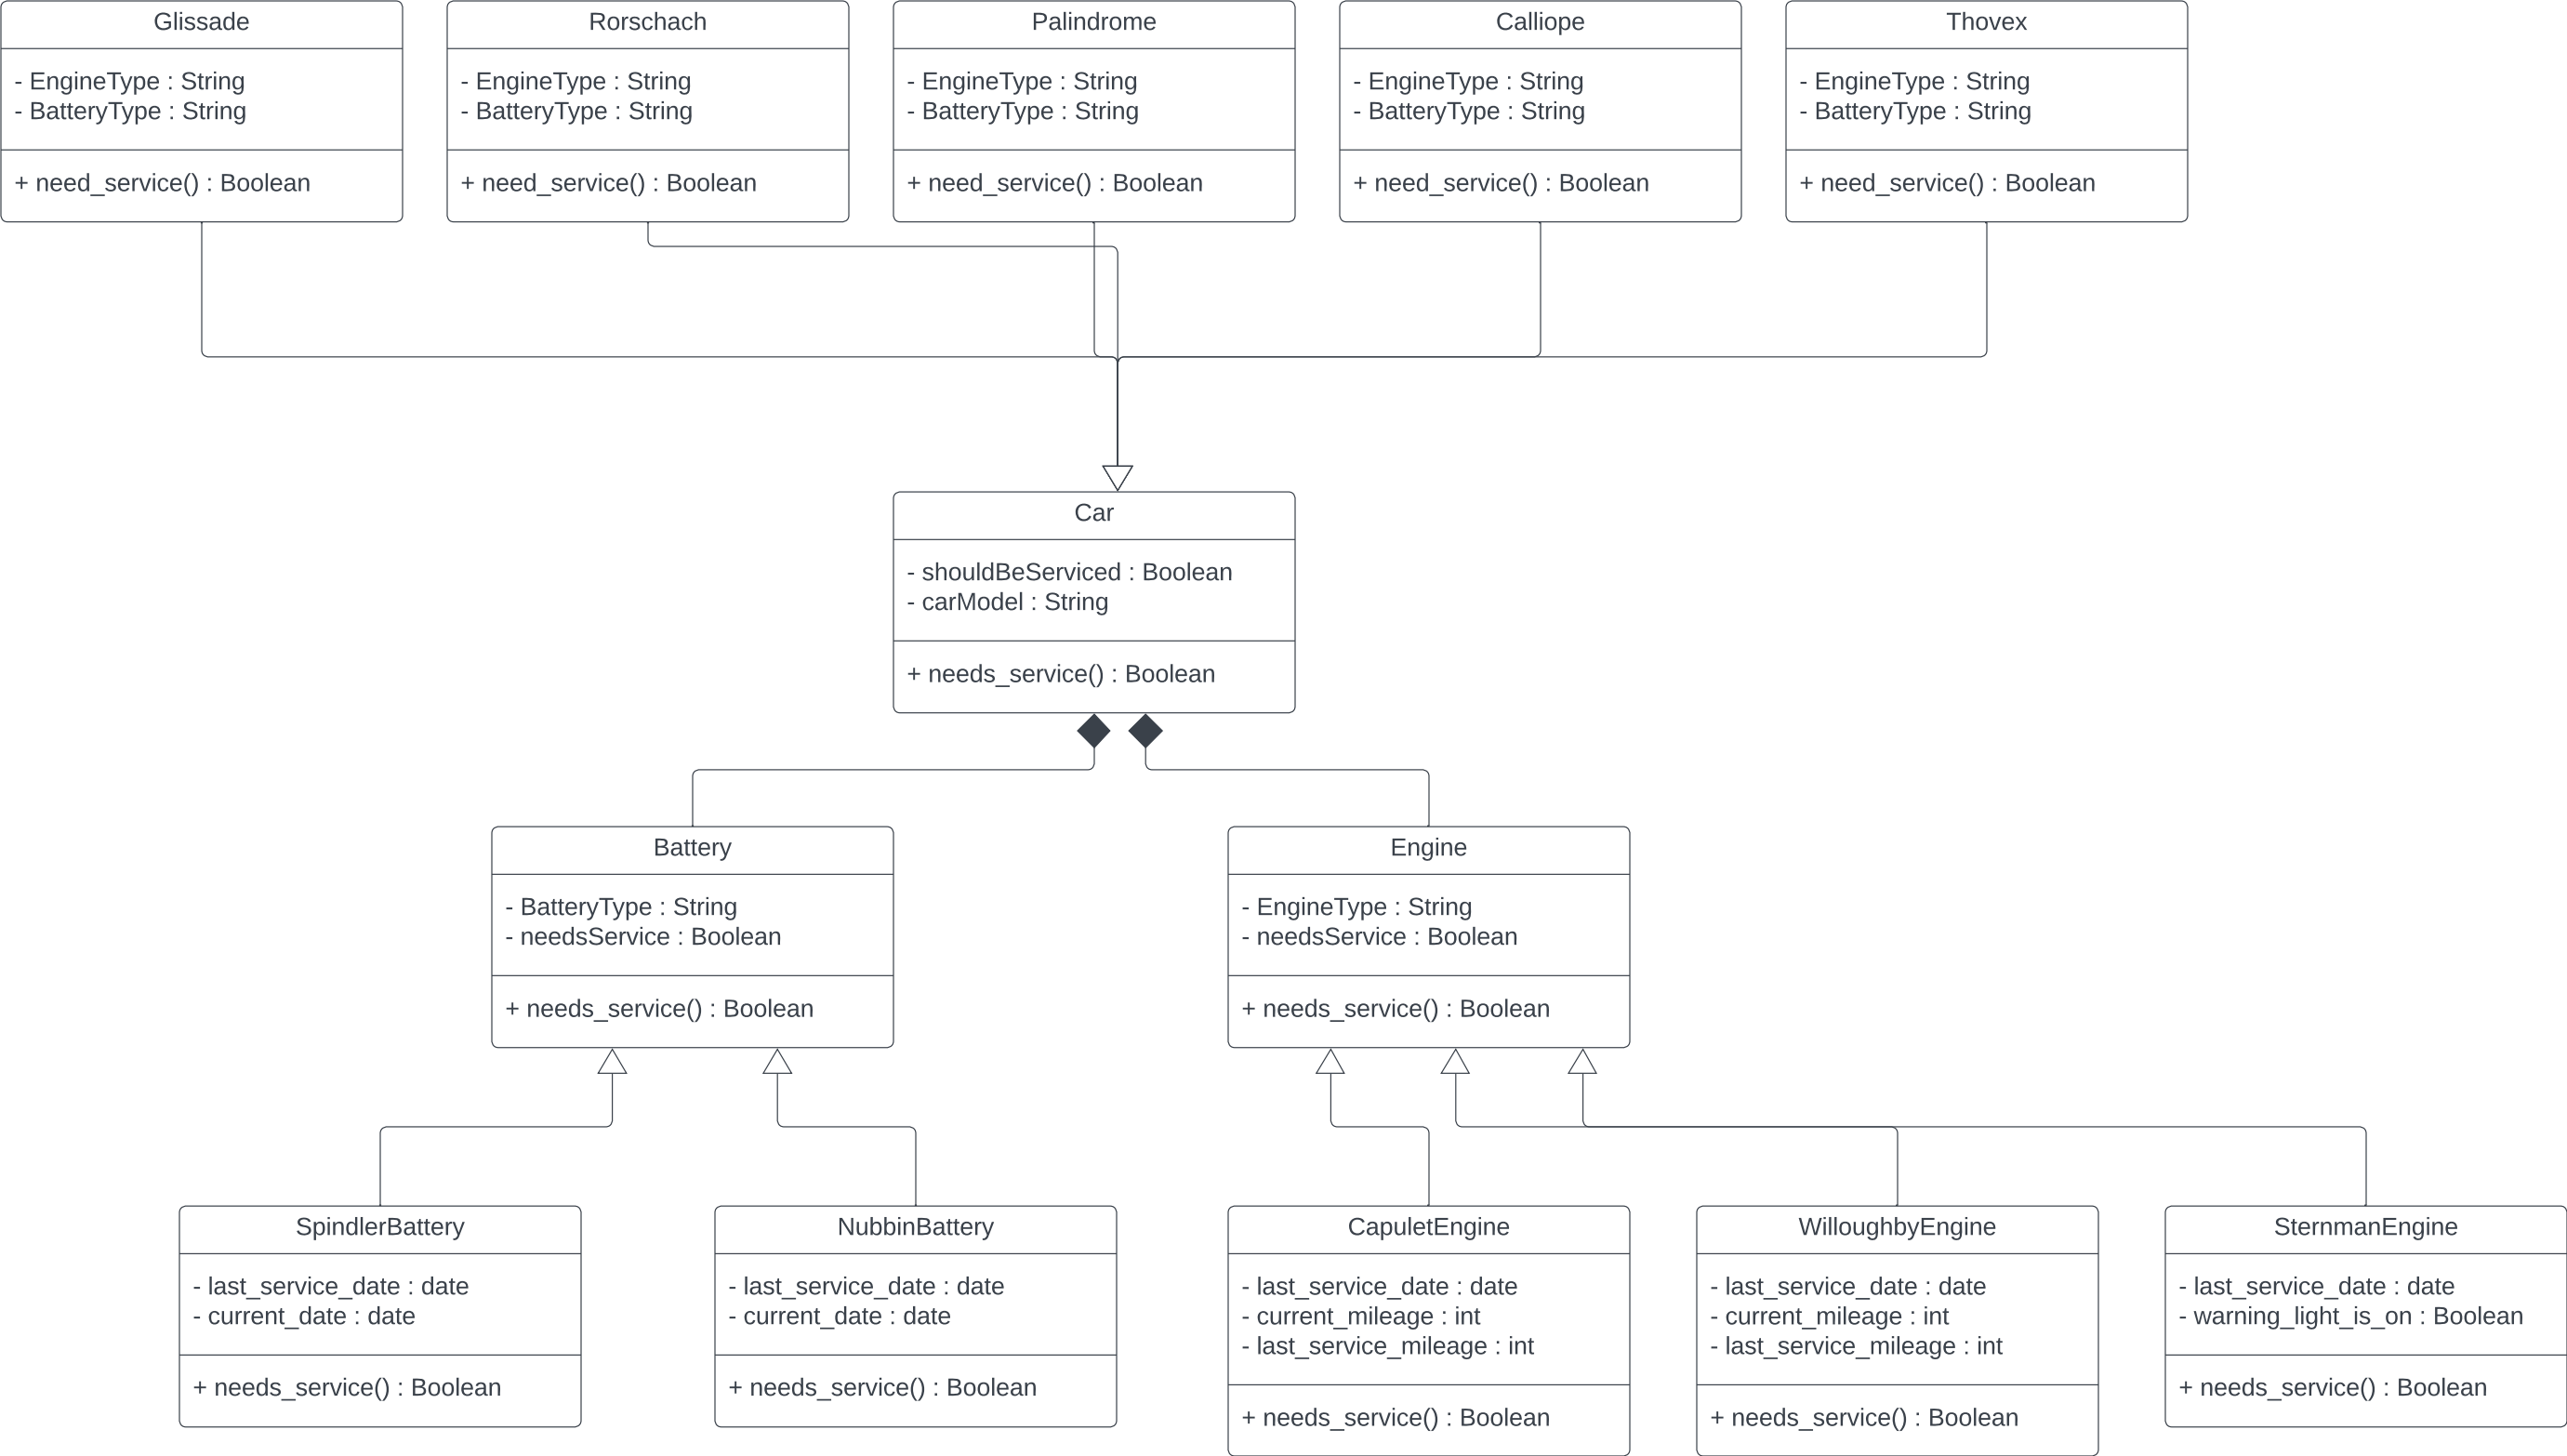 Glissade
- EngineType : String
- BatteryType : String
+ need_service() : Boolean
Rorschach
- EngineType : String
- BatteryType : String
+ need_service() : Boolean
Palindrome
- EngineType : String
- BatteryType : String
+ need_service() : Boolean
Calliope
- EngineType : String
- BatteryType : String
+ need_service() : Boolean
Thovex
- EngineType : String
- BatteryType : String
+ need_service() : Boolean
Car
- shouldBeServiced : Boolean
- carModel : String
+ needs_service() : Boolean
Battery
- BatteryType : String
- needsService : Boolean
+ needs_service() : Boolean
Engine
- EngineType : String
- needsService : Boolean
+ needs_service() : Boolean
SpindlerBattery
- last_service_date : date
- current_date : date
+ needs_service() : Boolean
NubbinBattery
- last_service_date : date
- current_date : date
+ needs_service() : Boolean
CapuletEngine
- last_service_date : date
- current_mileage : int
- last_service_mileage : int
+ needs_service() : Boolean
WilloughbyEngine
- last_service_date : date
- current_mileage : int
- last_service_mileage : int
+ needs_service() : Boolean
SternmanEngine
- last_service_date : date
- warning_light_is_on : Boolean
+ needs_service() : Boolean